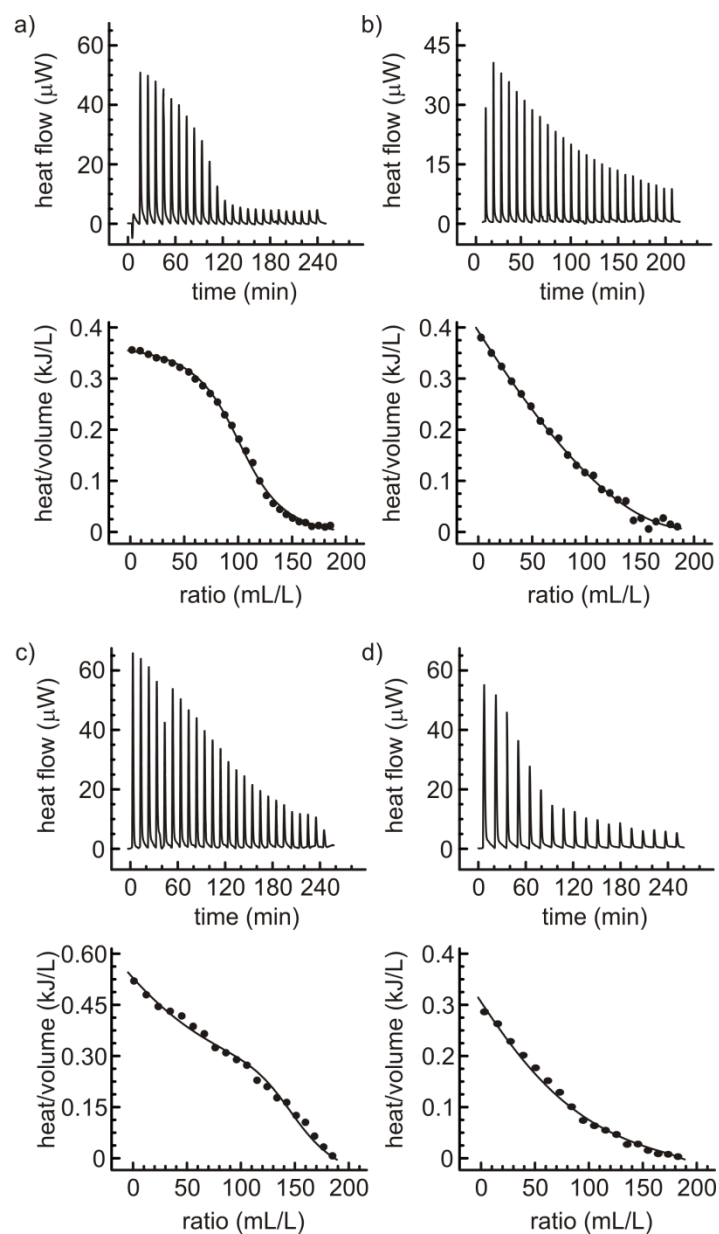 a)
heat flow (μW)
60
40
20
0
0 60 120 180 240
time (min)
b)
heat flow (μW)
45
30
15
0
0 50 100 150 200
time (min)
heat/volume (kJ/L)
0.4
0.3
0.2
0.1
0
0 50 100 150 200
ratio (mL/L)
heat/volume (kJ/L)
0.4
0.3
0.2
0.1
0
0 50 100 150 200
ratio (mL/L)
c)
heat flow (μW)
60
40
20
0
0 60 120 180 240
time (min)
d)
heat flow (μW)
60
40
20
0
0 60 120 180 240
time (min)
heat/volume (kJ/L)
0.60
0.45
0.30
0.15
0
0 50 100 150 200
ratio (mL/L)
heat/volume (kJ/L)
0.4
0.3
0.2
0.1
0
0 50 100 150 200
ratio (mL/L)